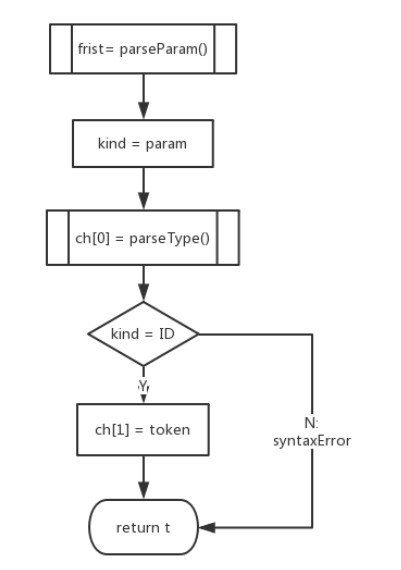 frist= parseParam()
kind = param
ch[0] = parseType()
kind = ID
Y,
ch[1] = token
N:
syntaxError
return t